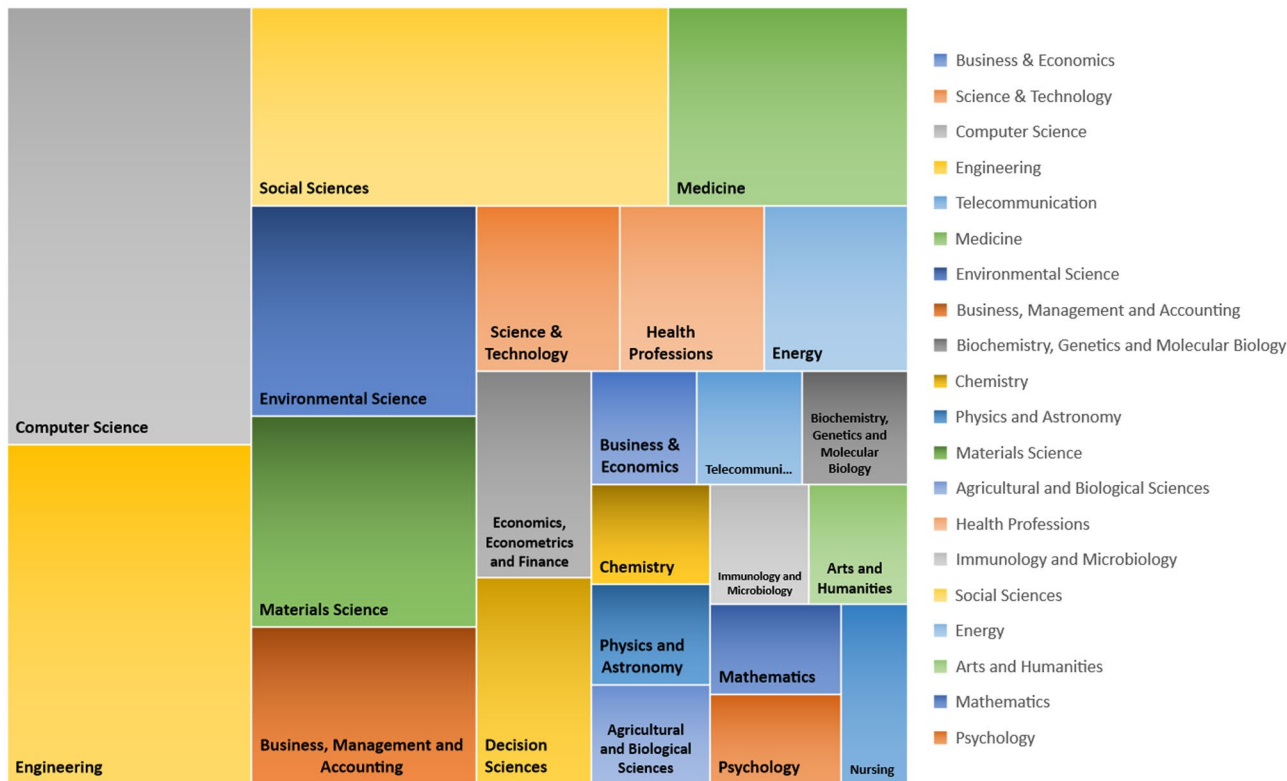 Social Sciences
Medicine
Computer Science
Environmental Science
Science &
Technology
Health
Professions
Energy
Materials Science
Economics,
Econometrics
and Finance
Business &
Economics
Telecommuni...
Biochemistry,
Genetics and
Molecular
Biology
Chemistry
Immunology and
Microbiology
Arts and
Humanities
Engineering
Business, Management and
Accounting
Decision
Sciences
Physics and
Astronomy
Agricultural
and Biological
Sciences
Mathematics
Psychology
Nursing
Business & Economics
Science & Technology
Computer Science
Engineering
Telecommunication
Medicine
Environmental Science
Business, Management and Accounting
Biochemistry, Genetics and Molecular Biology
Chemistry
Physics and Astronomy
Materials Science
Agricultural and Biological Sciences
Health Professions
Immunology and Microbiology
Social Sciences
Energy
Arts and Humanities
Mathematics
Psychology